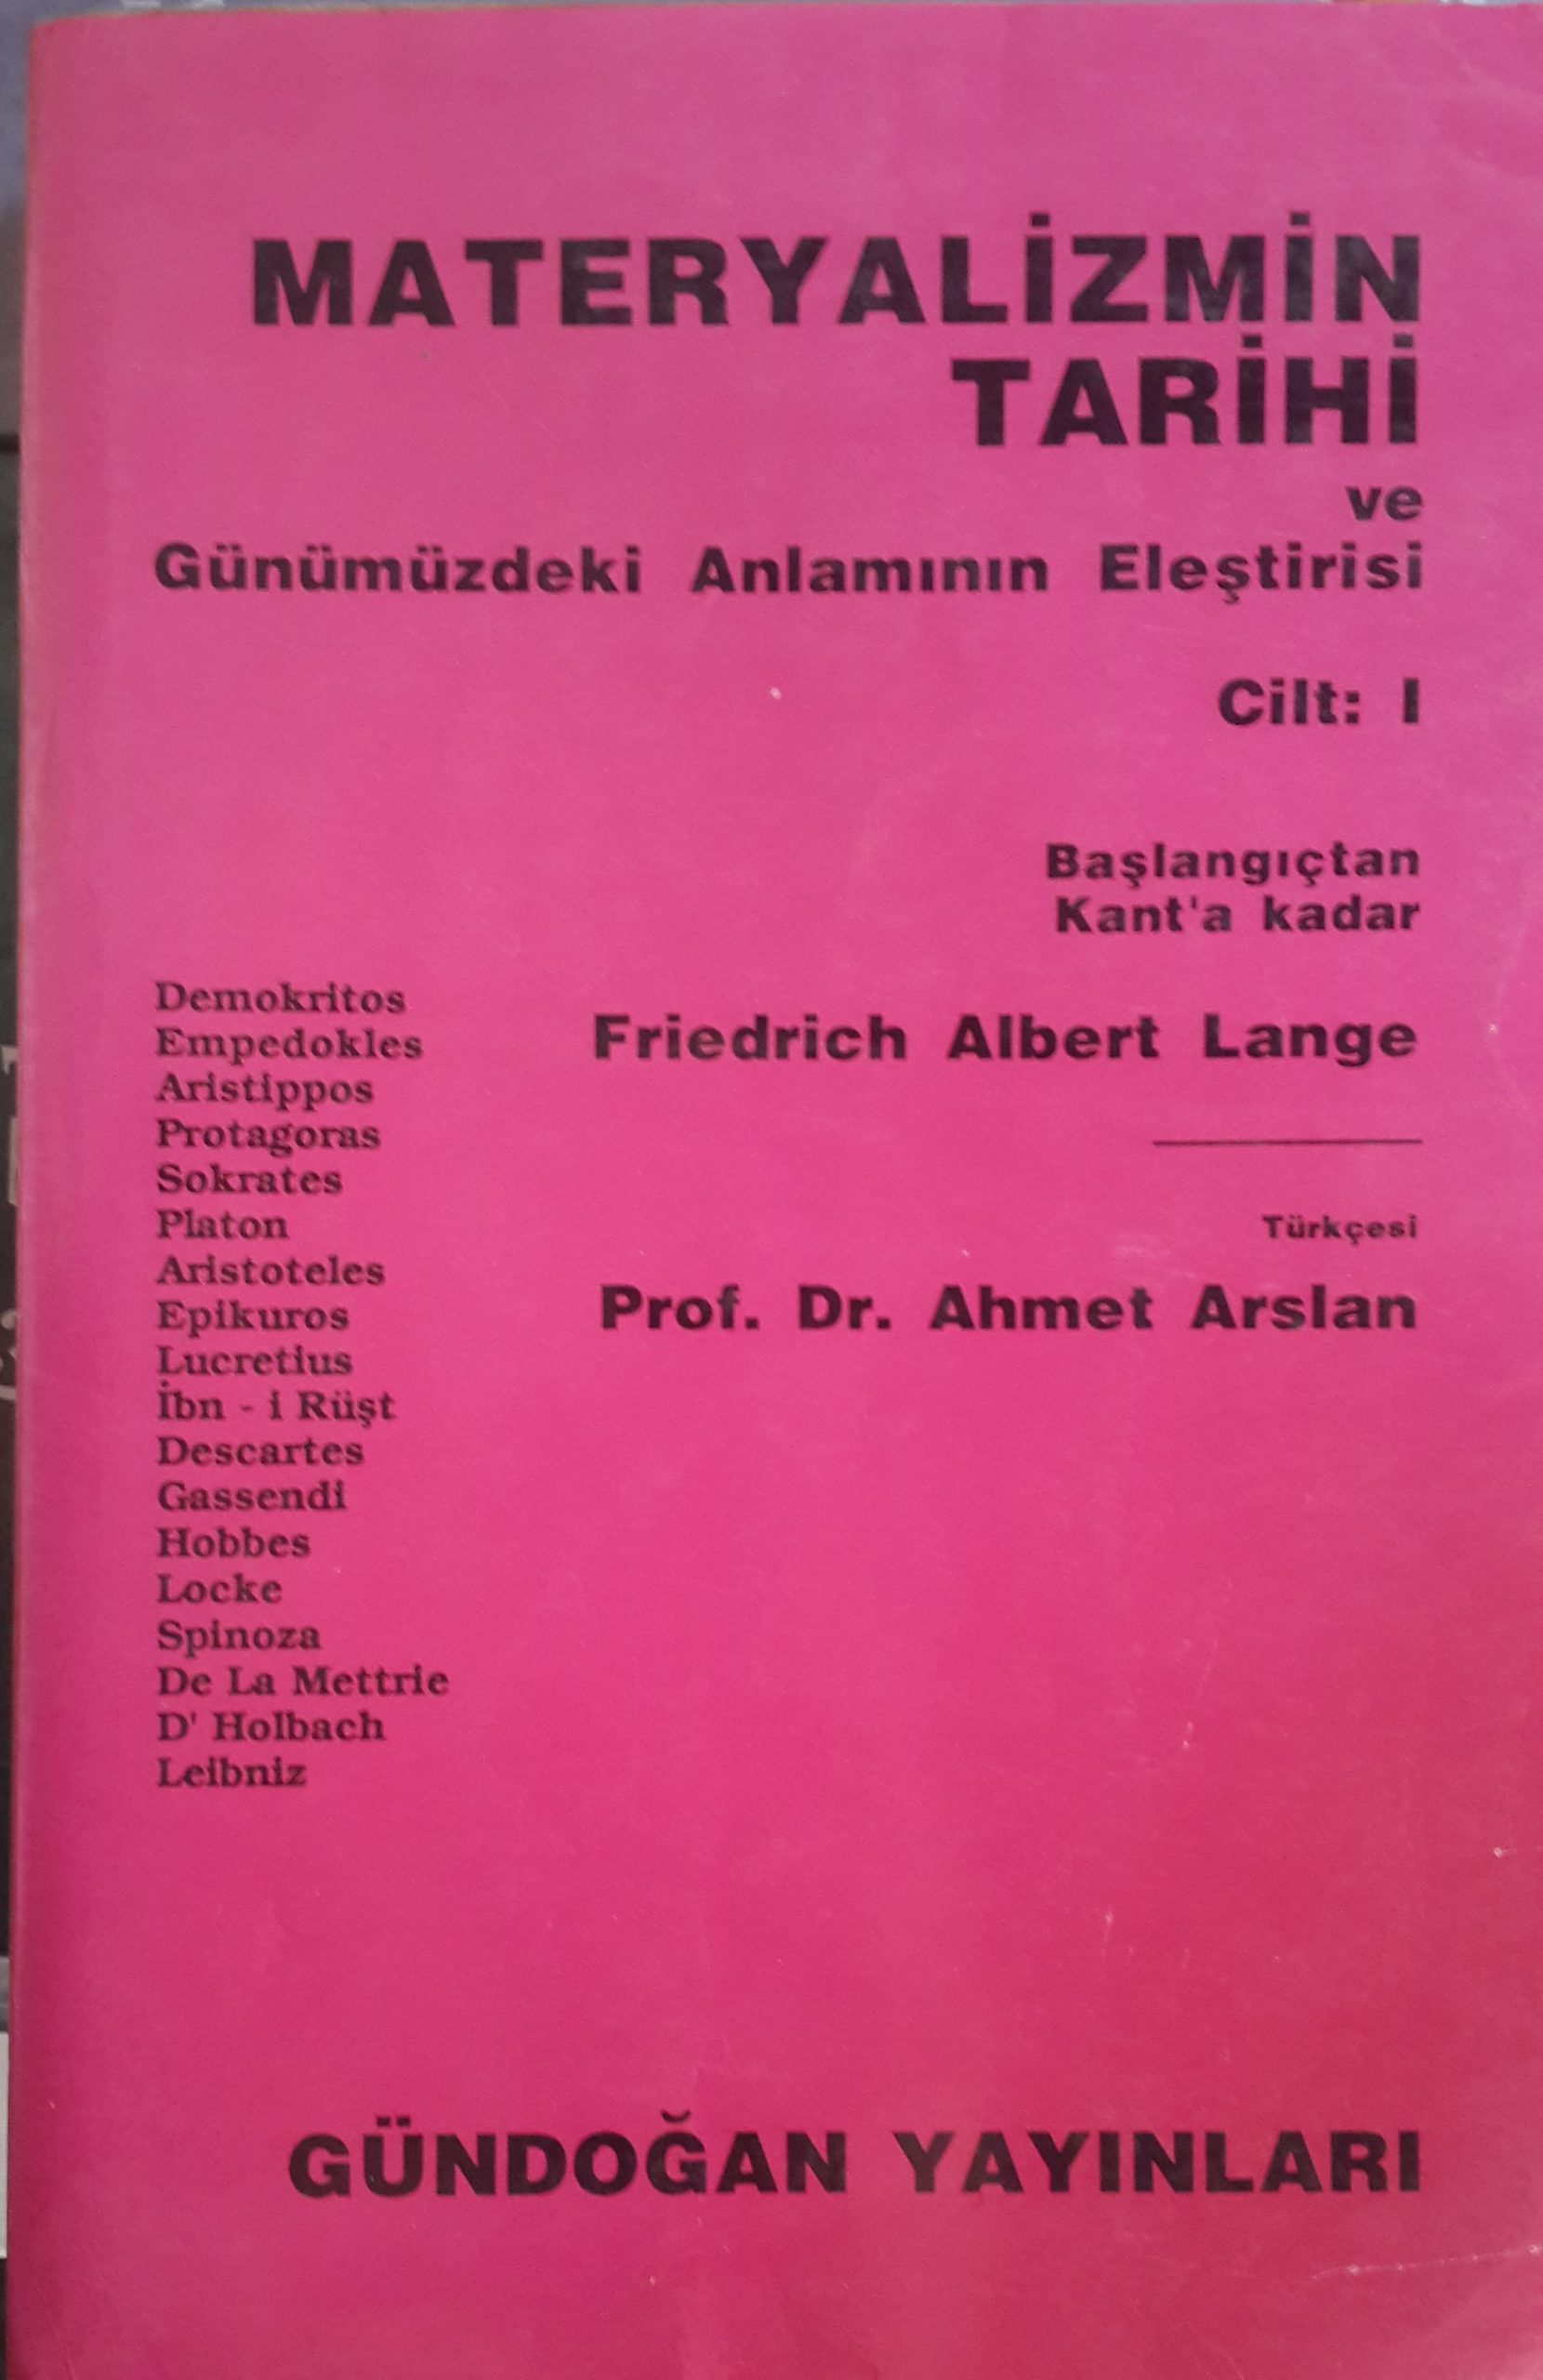 MATERYALİZMİN
TARİHİ
ve
Günümüzdeki Anlamının Eleştirisi
Cilt: I
Başlangıçtan
Kant'a kadar
Friedrich Albert Lange
Türkçesi
Prof. Dr. Ahmet Arslan
Demokritos
Empedokles
Aristippos
Protagoras
Sokrates
Platon
Aristoteles
Epikuros
Lucretius
İbn - i Rüşt
Descartes
Gassendi
Hobbes
Locke
Spinoza
De La Mettrie
D' Holbach
Leibniz
GÜNDOĞAN YAYINLARI